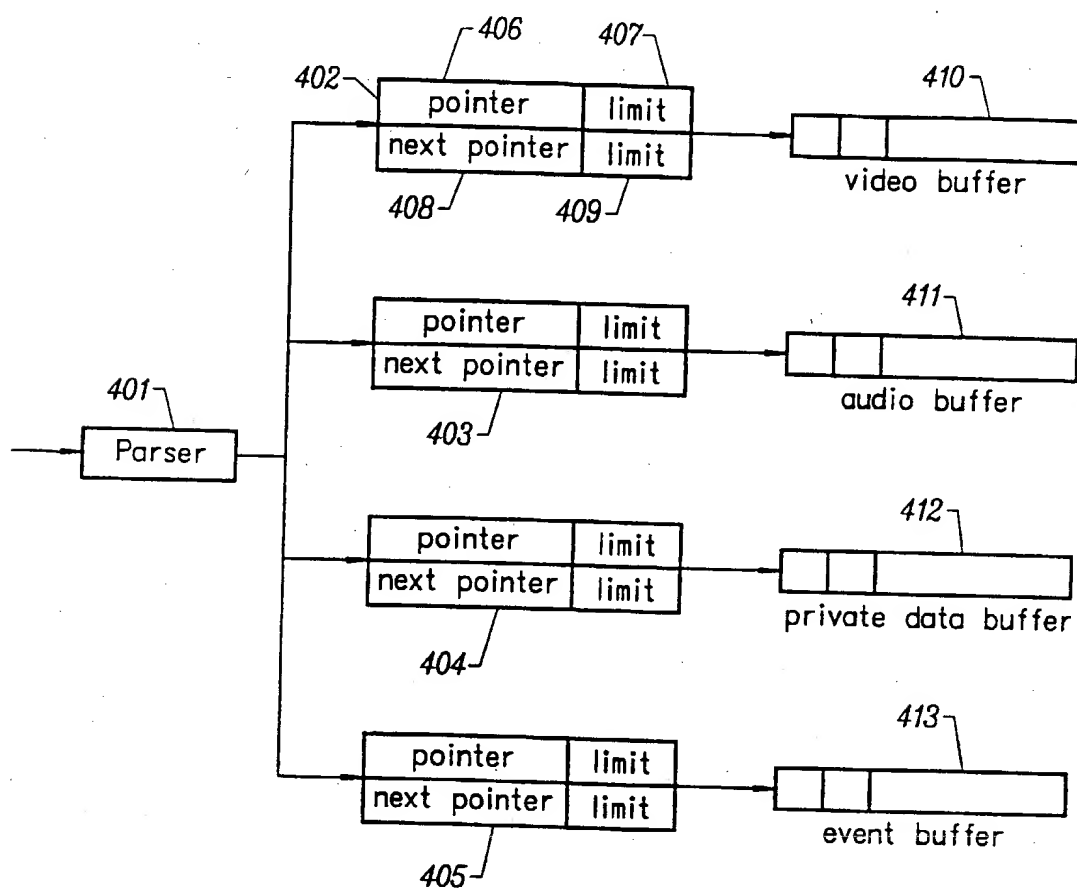 406
407
402
410
pointer limit
next pointer limit
video buffer
408
409
411
pointer limit
next pointer limit
audio buffer
401
403
Parser
412
pointer limit
next pointer limit
private data buffer
404
413
pointer limit
next pointer limit
event buffer
405